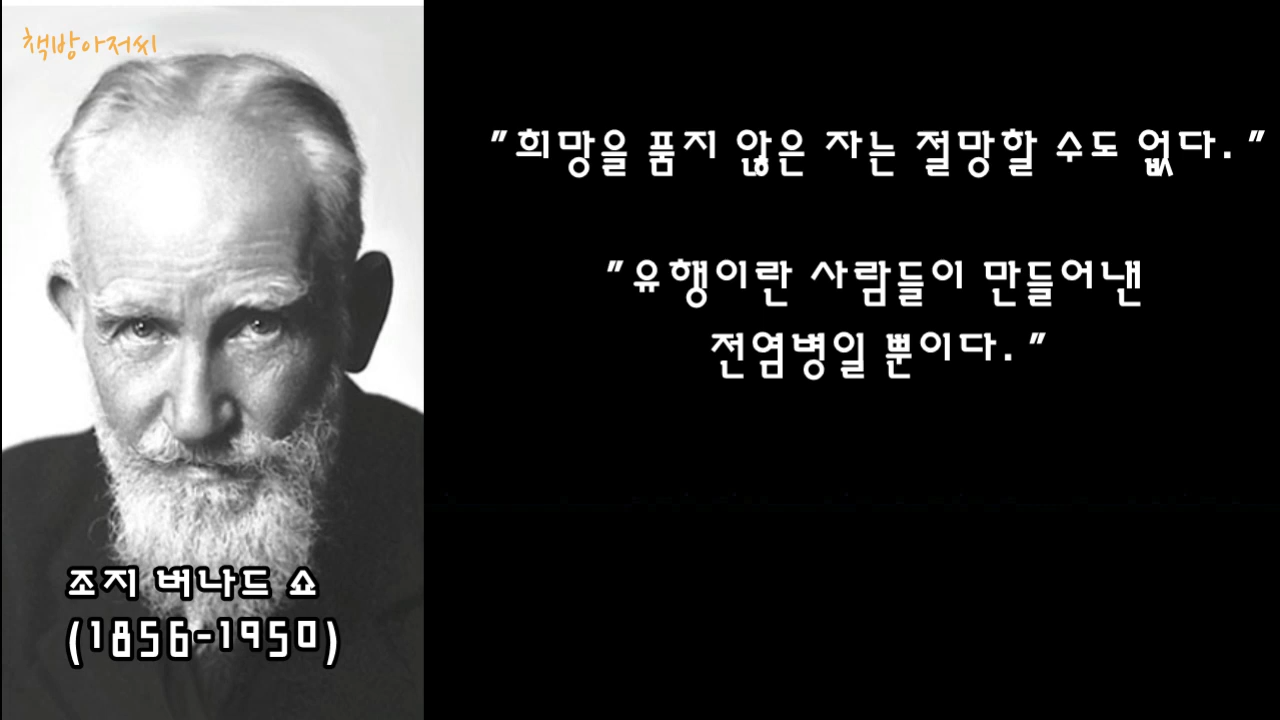 책방아저씨
"희망을 품지 않은 자는 절망할 수도 없다."
"유행이란 사람들이 만들어낸
전염병일 뿐이다."
조지 버나드 쇼
(1856-1950)